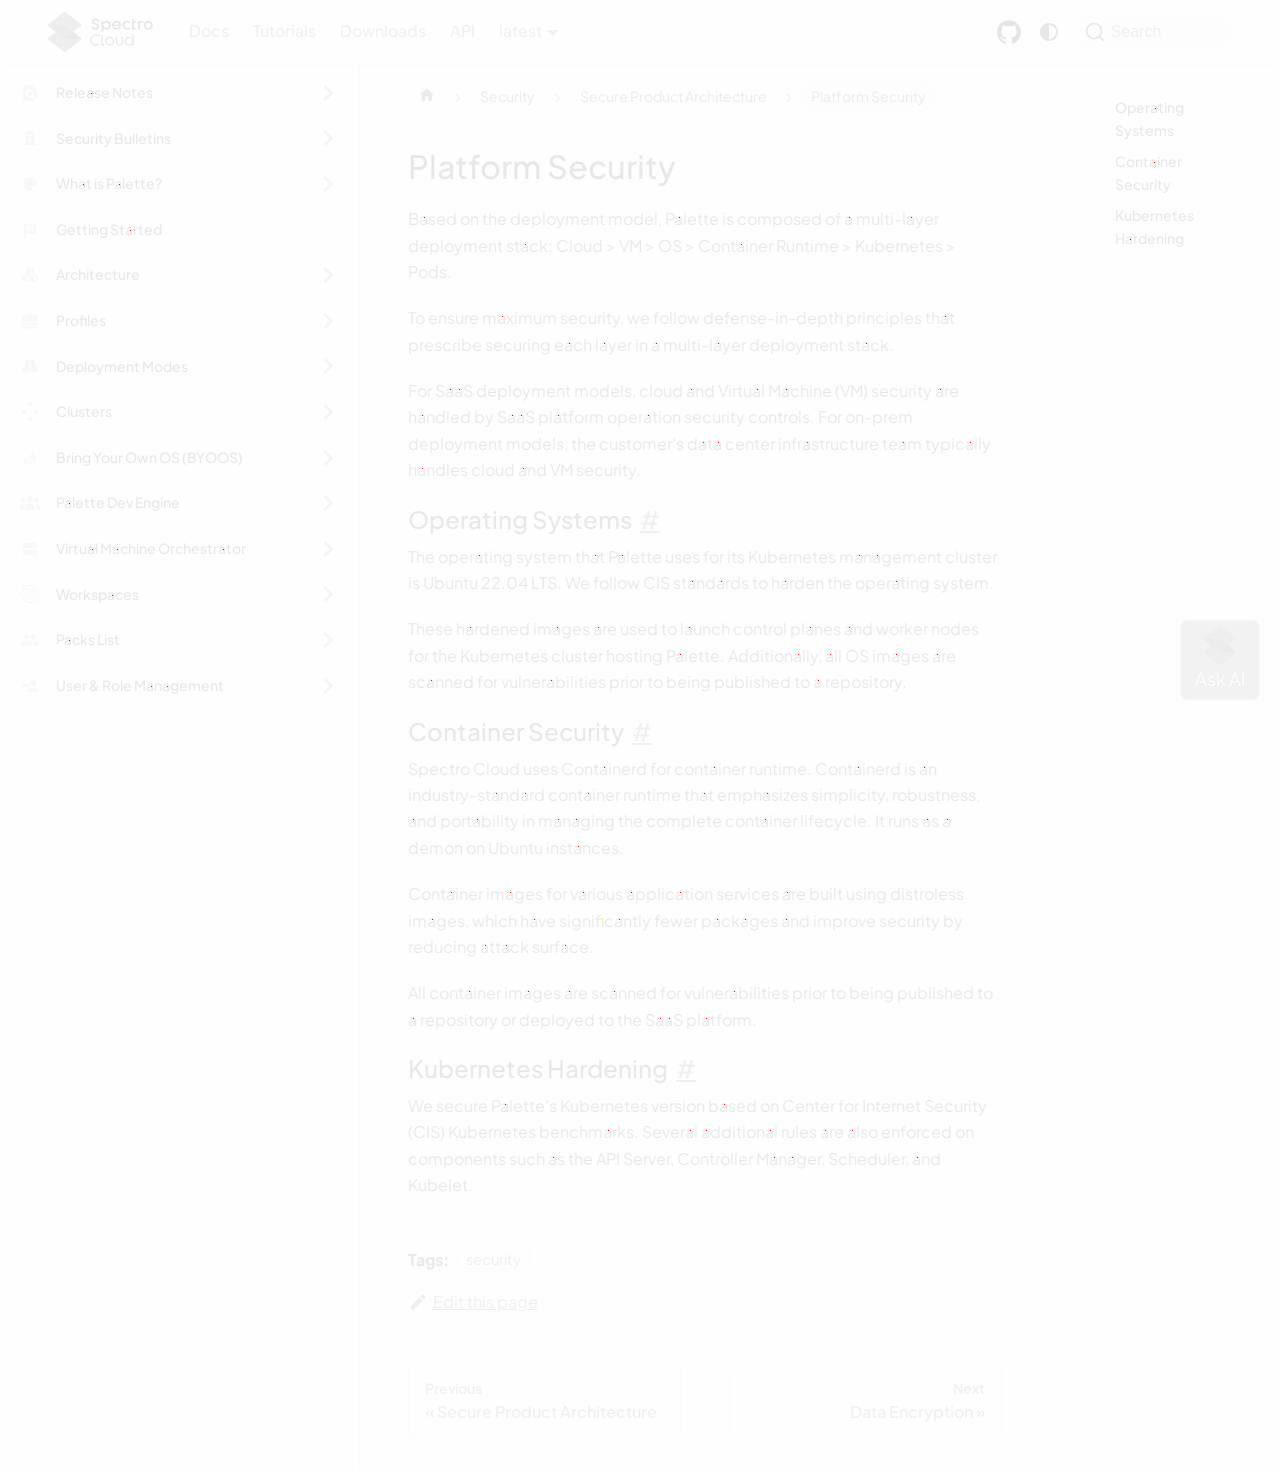 Spectro
Cloud
Docs
Tutorials
Downloads
API
latest
Search
Release Notes
Security Bulletins
What is Palette?
Getting Started
Architecture
Profiles
Deployment Modes
Clusters
Bring Your Own OS (BYOOS)
Palette Dev Engine
Virtual Machine Orchestrator
Workspaces
Packs List
User & Role Management
Security
Secure Product Architecture
Platform Security
Platform Security
Based on the deployment model, Palette is composed of a multi-layer
deployment stack: Cloud > VM > OS > Container Runtime > Kubernetes >
Pods.
To ensure maximum security, we follow defense-in-depth principles that
prescribe securing each layer in a multi-layer deployment stack.
For SaaS deployment models, cloud and Virtual Machine (VM) security are
handled by SaaS platform operation security controls. For on-prem
deployment models, the customer's data center infrastructure team typically
handles cloud and VM security.
Operating Systems #
The operating system that Palette uses for its Kubernetes management cluster
is Ubuntu 22.04 LTS. We follow CIS standards to harden the operating system.
These hardened images are used to launch control planes and worker nodes
for the Kubernetes cluster hosting Palette. Additionally, all OS images are
scanned for vulnerabilities prior to being published to a repository.
Container Security #
Spectro Cloud uses Containerd for container runtime. Containerd is an
industry-standard container runtime that emphasizes simplicity, robustness,
and portability in managing the complete container lifecycle. It runs as a
demon on Ubuntu instances.
Container images for various application services are built using distroless
images, which have significantly fewer packages and improve security by
reducing attack surface.
All container images are scanned for vulnerabilities prior to being published to
a repository or deployed to the SaaS platform.
Kubernetes Hardening #
We secure Palette's Kubernetes version based on Center for Internet Security
(CIS) Kubernetes benchmarks. Several additional rules are also enforced on
components such as the API Server, Controller Manager, Scheduler, and
Kubelet.
Tags: security
Edit this page
Previous
« Secure Product Architecture
Next
Data Encryption »
Operating
Systems
Container
Security
Kubernetes
Hardening
Ask AI